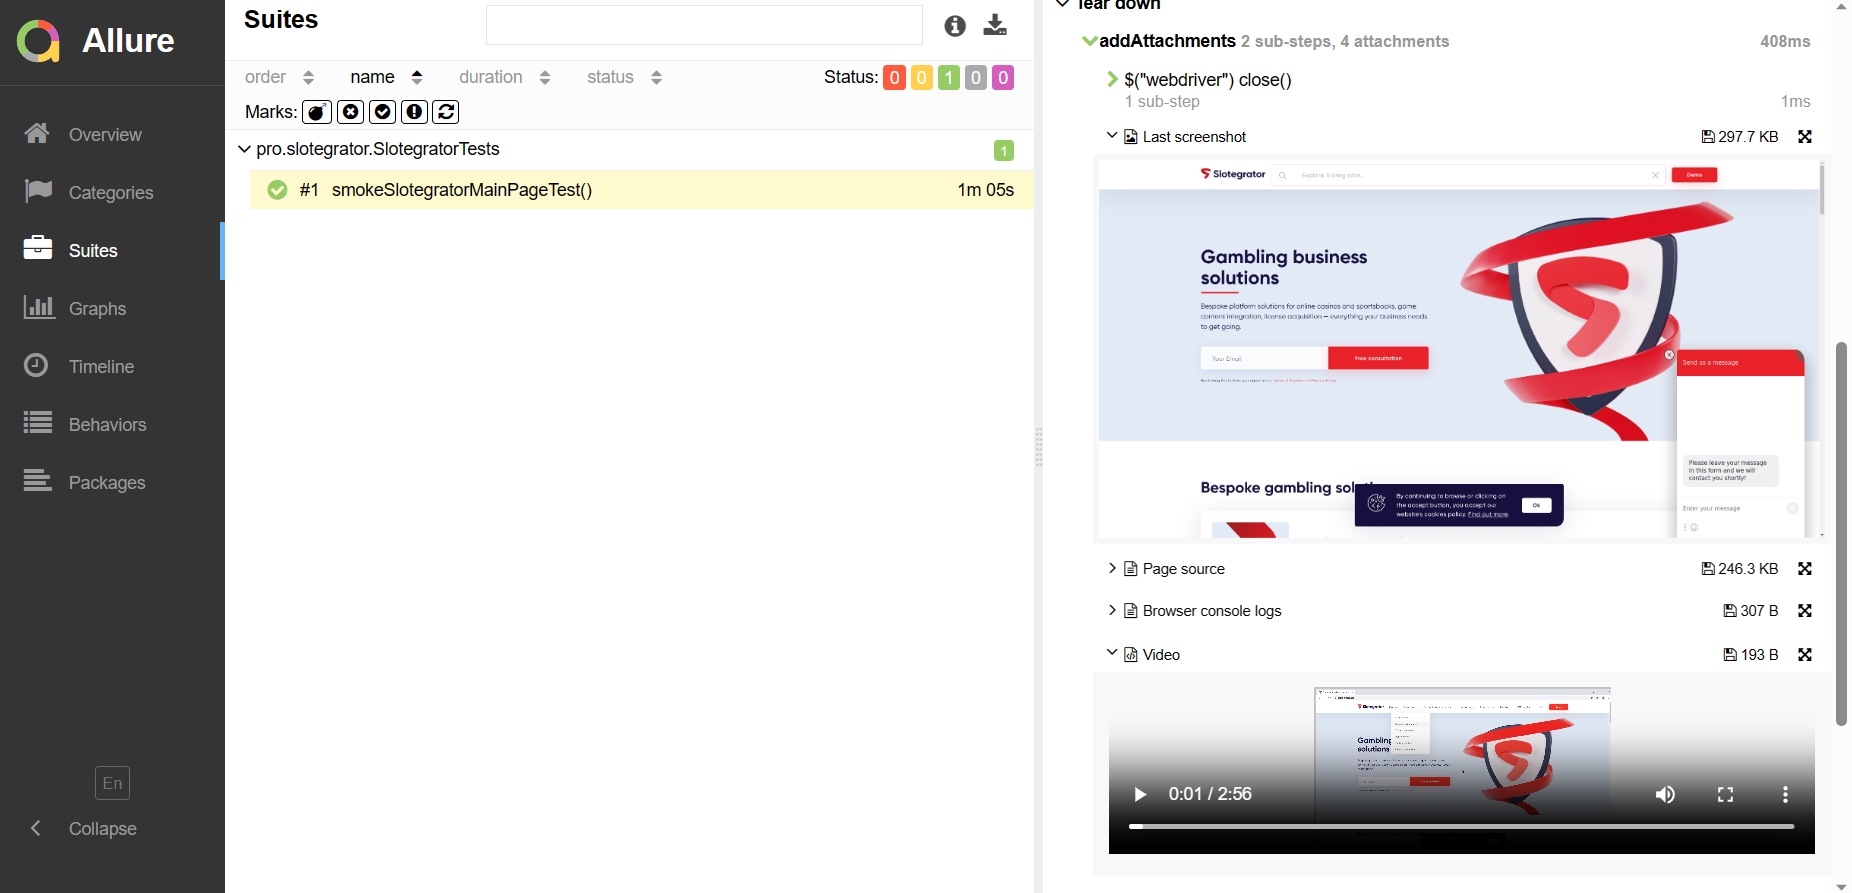 Allure
Overview
Categories
Suites
Graphs
Timeline
Behaviors
Packages
En
Collapse
Suites
order name duration status
Status: 0 0 1 0 0
Marks:
pro.slotegrator.SlotegratorTests 1
#1 smokeSlotegratorMainPageTest() 1m 05s
Tear down
addAttachments 2 sub-steps, 4 attachments 408ms
$("webdriver") close()
1 sub-step 1ms
Last screenshot 297.7 KB
Slotegrator Explore Slotegrator... Demo
Gambling business
solutions
Bespoke platform solutions for online casinos and sportsbooks, game
content integration, license acquisition — everything your business needs
to get going.
Your Email Free consultation
Send us a message
Please leave your message
in this form and we will
contact you shortly!
Enter your message
Bespoke gambling sol
By continuing to browse or clicking on
the accept button, you accept our
website's cookies policy. Find out more.
Ok
Page source 246.3 KB
Browser console logs 307 B
Video 193 B
Slotegrator
Gambling
solutions
0:01 / 2:56